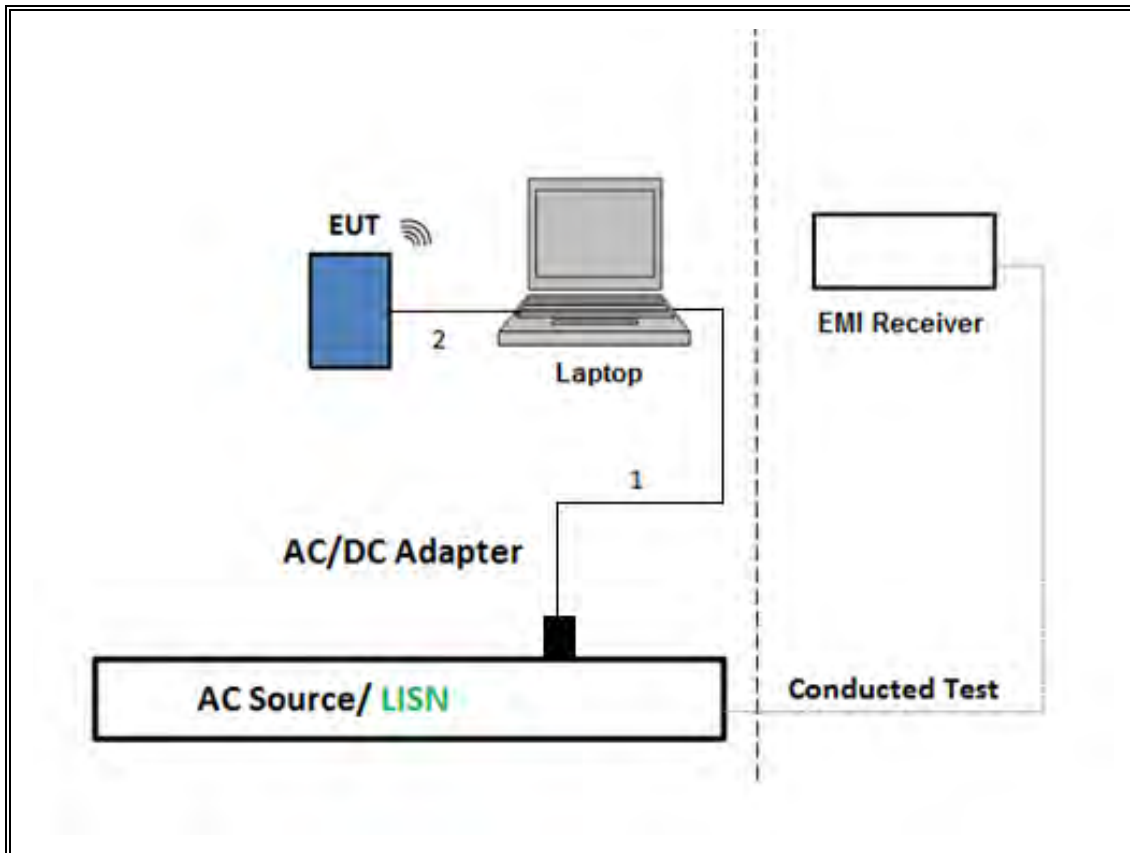 EUT
2
Laptop
EMI Receiver
1
AC/DC Adapter
AC Source/ LISN
Conducted Test